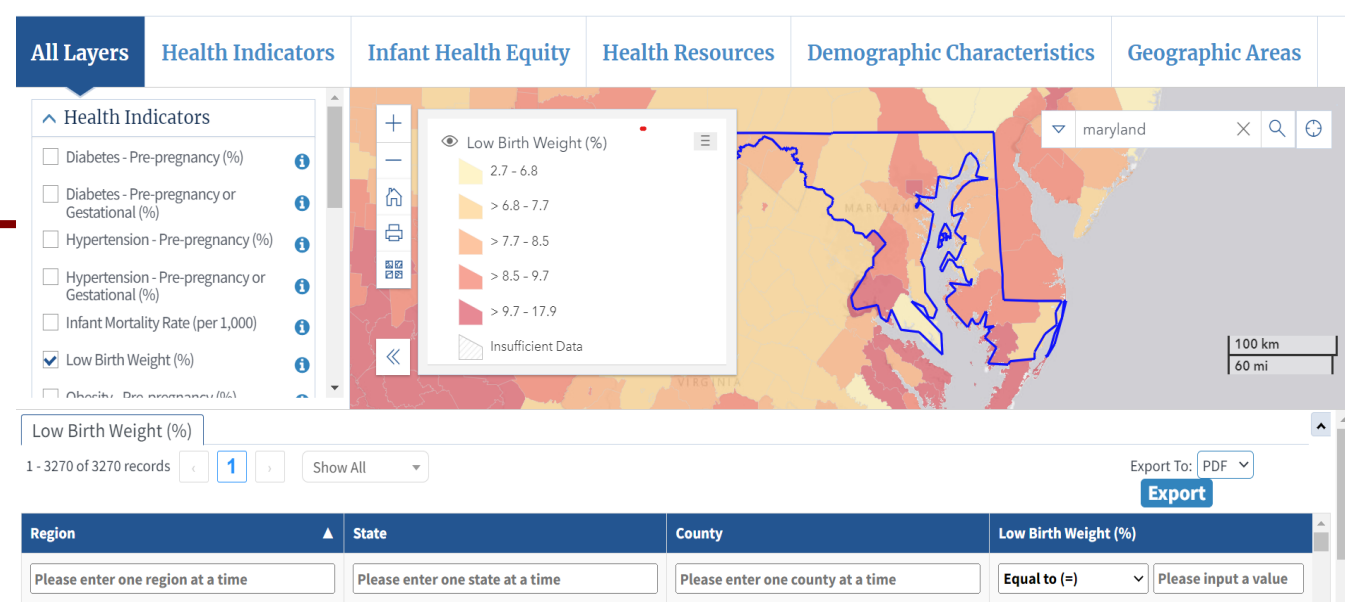 All Layers
Health Indicators
Infant Health Equity
Health Resources
Demographic Characteristics
Geographic Areas
Health Indicators
Diabetes - Pre-pregnancy (%)
Diabetes - Pre-pregnancy or
Gestational (%)
Hypertension - Pre-pregnancy (%)
Hypertension - Pre-pregnancy or
Gestational (%)
Infant Mortality Rate (per 1,000)
Low Birth Weight (%)
Obesity - Pre-pregnancy (%)
Low Birth Weight (%)
2.7 - 6.8
> 6.8 - 7.7
> 7.7 - 8.5
> 8.5 - 9.7
> 9.7 - 17.9
Insufficient Data
maryland
MARYLAND
VIRGINIA
100 km
60 mi
Low Birth Weight (%)
1 - 3270 of 3270 records ‹ 1 › Show All
Export To: PDF
Export
Region ▲ State County Low Birth Weight (%)
Please enter one region at a time Please enter one state at a time Please enter one county at a time Equal to (=) Please input a value